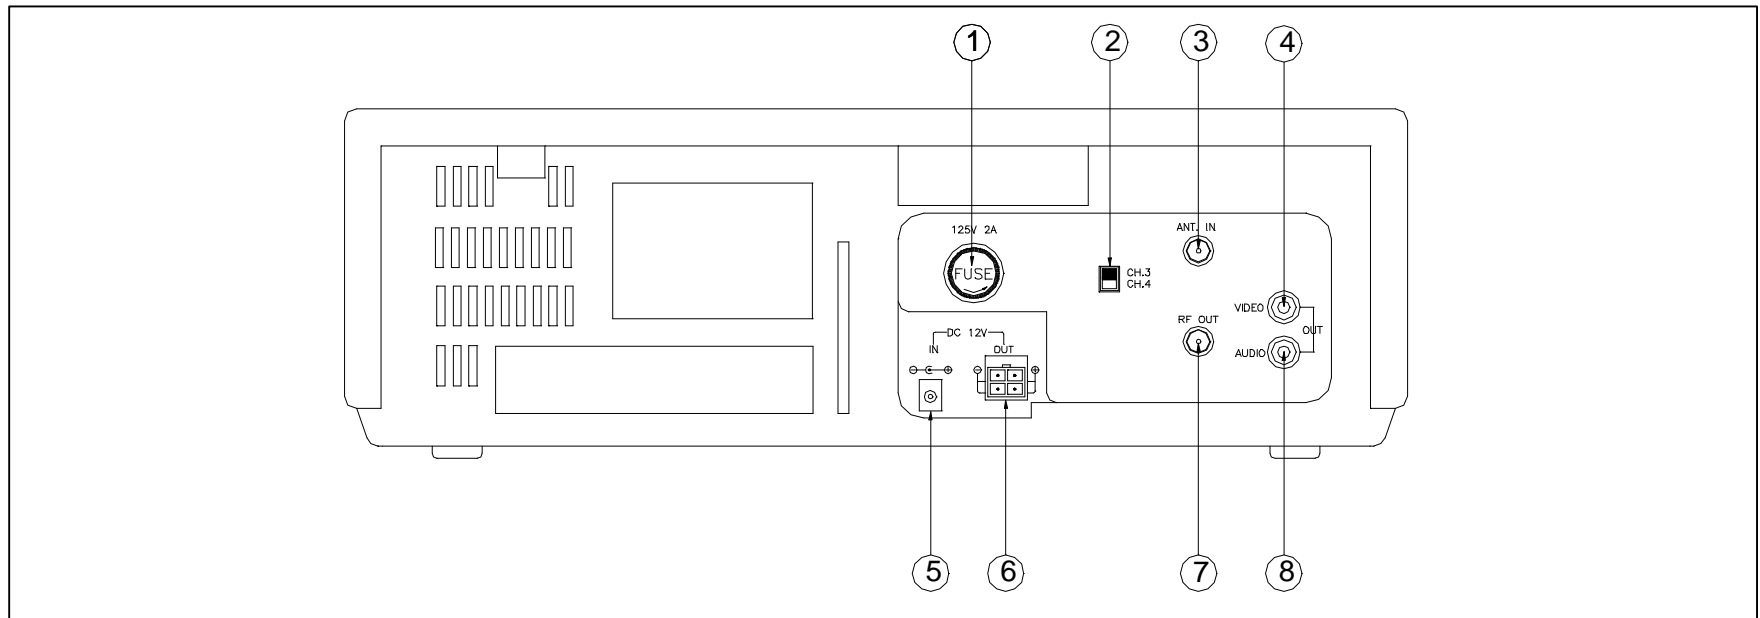 1 2 3 4
125V 2A
FUSE
ANT. IN
CH.3
CH.4
VIDEO
RF OUT
OUT
AUDIO
DC 12V
IN OUT
5 6 7 8